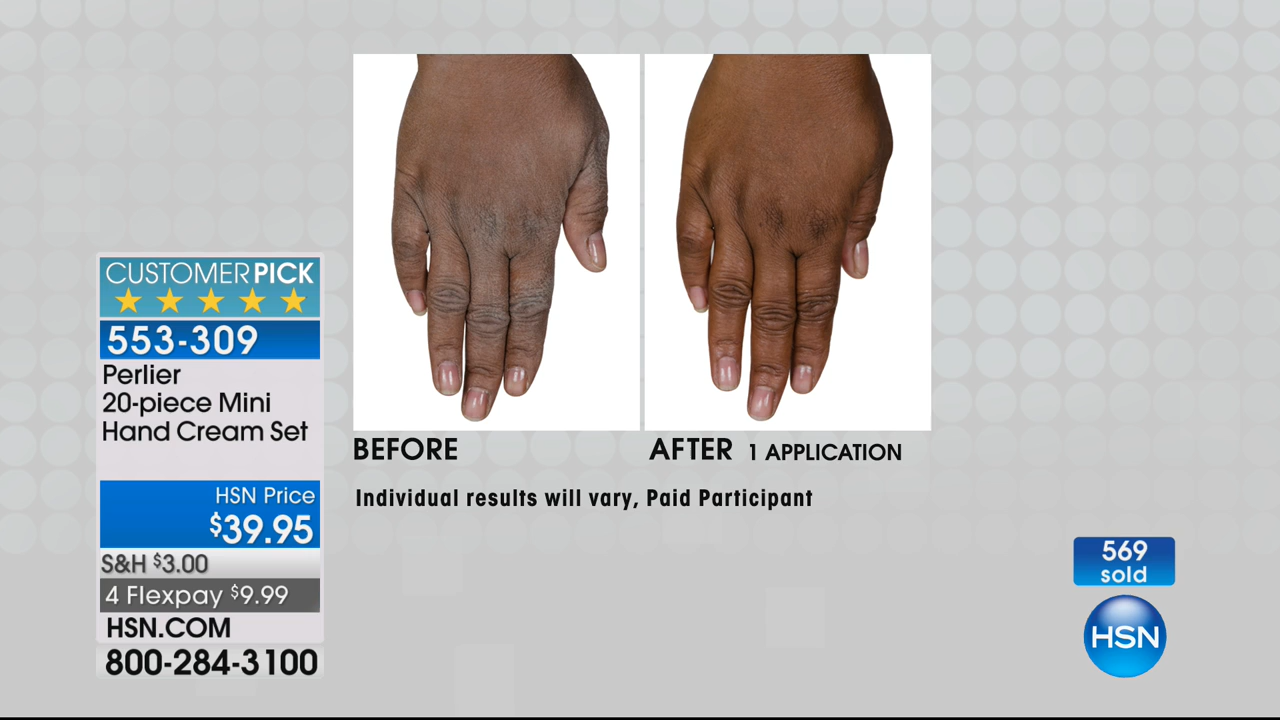 CUSTOMER PICK
553-309
Perlier
20-piece Mini
Hand Cream Set
HSN Price
$39.95
S&H $3.00
4 Flexpay $9.99
HSN.COM
800-284-3100
BEFORE
AFTER 1 APPLICATION
Individual results will vary, Paid Participant
569
sold
HSN